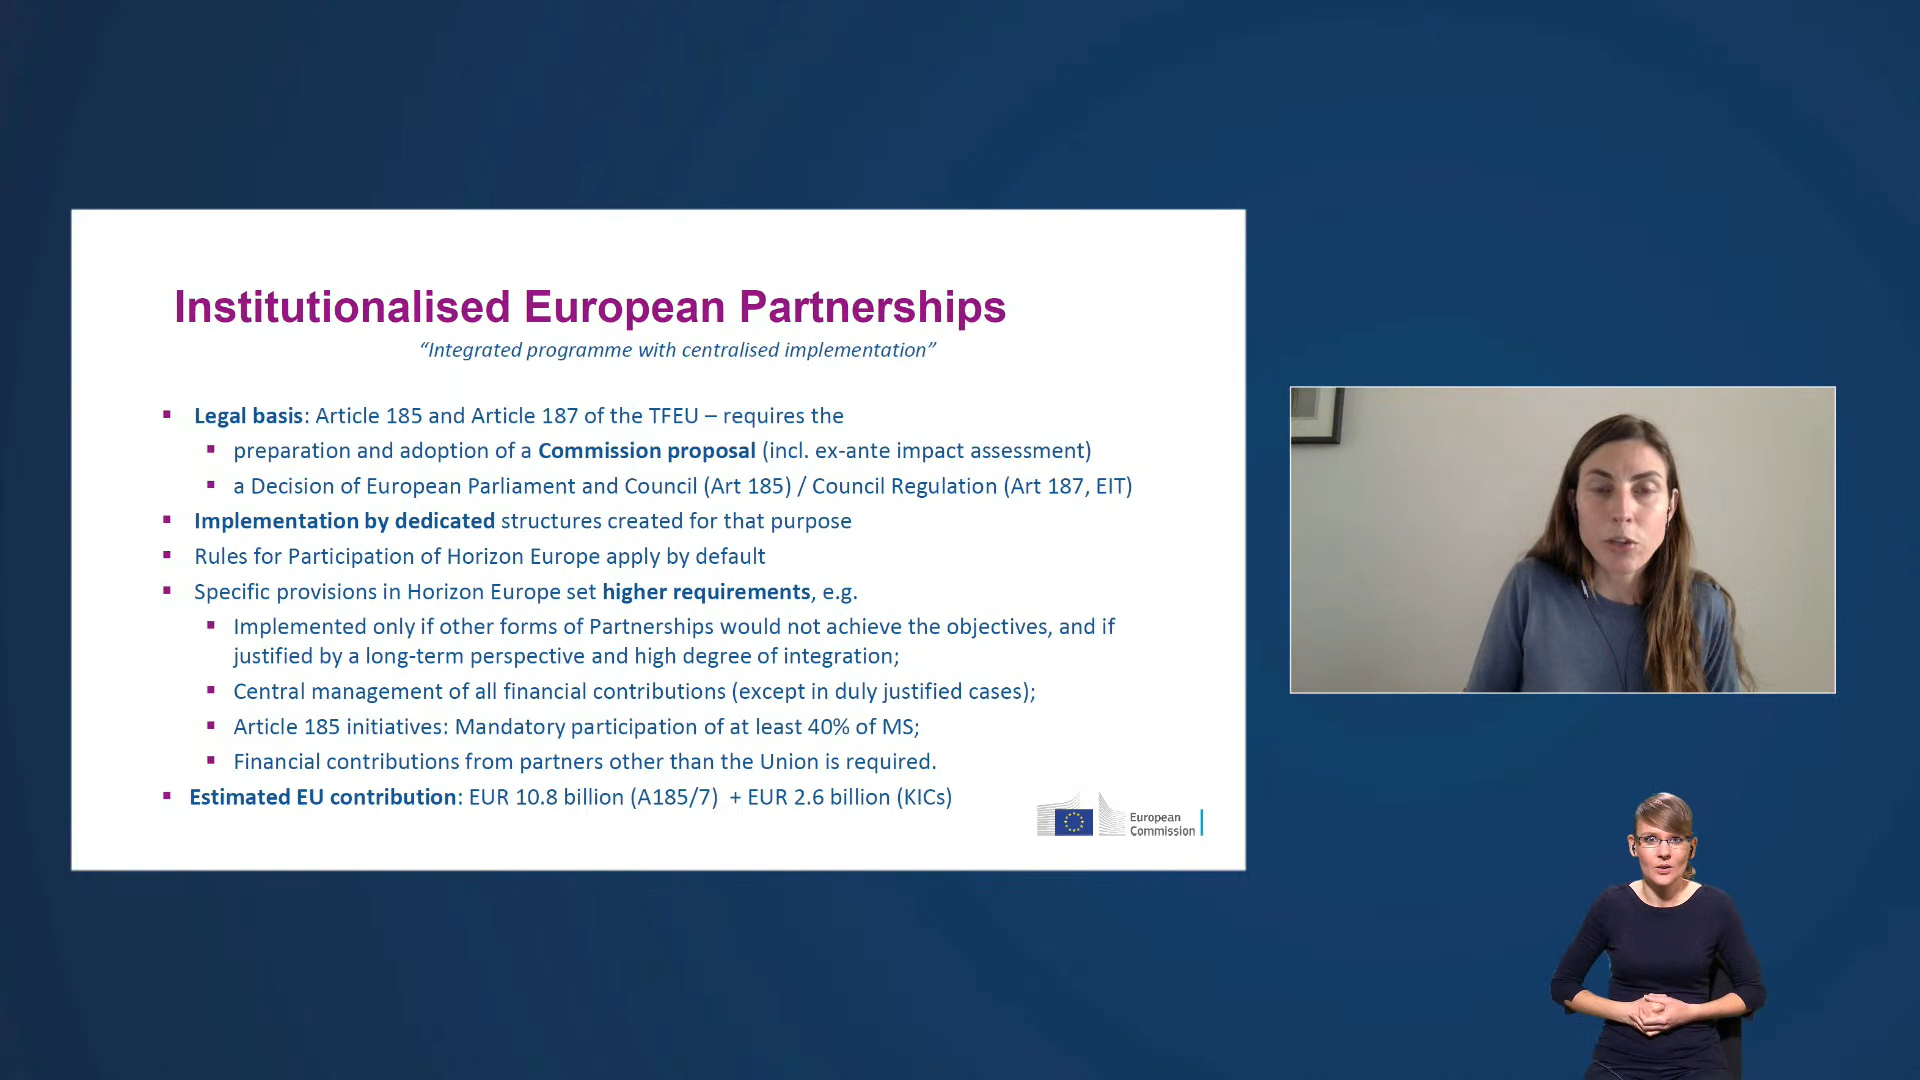 Institutionalised European Partnerships
“Integrated programme with centralised implementation”
▪ Legal basis: Article 185 and Article 187 of the TFEU – requires the
▪ preparation and adoption of a Commission proposal (incl. ex-ante impact assessment)
▪ a Decision of European Parliament and Council (Art 185) / Council Regulation (Art 187, EIT)
▪ Implementation by dedicated structures created for that purpose
▪ Rules for Participation of Horizon Europe apply by default
▪ Specific provisions in Horizon Europe set higher requirements, e.g.
▪ Implemented only if other forms of Partnerships would not achieve the objectives, and if
justified by a long-term perspective and high degree of integration;
▪ Central management of all financial contributions (except in duly justified cases);
▪ Article 185 initiatives: Mandatory participation of at least 40% of MS;
▪ Financial contributions from partners other than the Union is required.
▪ Estimated EU contribution: EUR 10.8 billion (A185/7) + EUR 2.6 billion (KICs)
European
Commission